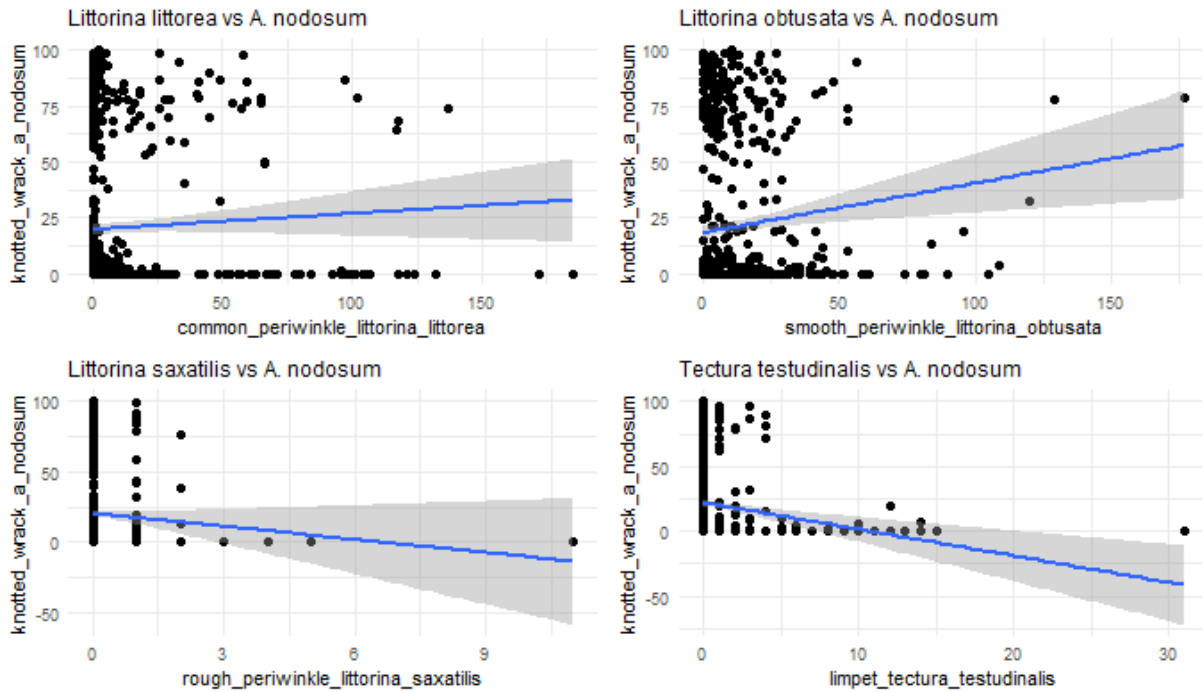 Littorina littorea vs A. nodosum
knotted_wrack_a_nodosum
100
75
50
25
0
0
50
100
150
common_periwinkle_littorina_littorea
Littorina obtusata vs A. nodosum
knotted_wrack_a_nodosum
100
75
50
25
0
0
50
100
150
smooth_periwinkle_littorina_obtusata
Littorina saxatilis vs A. nodosum
knotted_wrack_a_nodosum
100
50
0
-50
0
3
6
9
rough_periwinkle_littorina_saxatilis
Tectura testudinalis vs A. nodosum
knotted_wrack_a_nodosum
100
50
0
-50
0
10
20
30
limpet_tectura_testudinalis